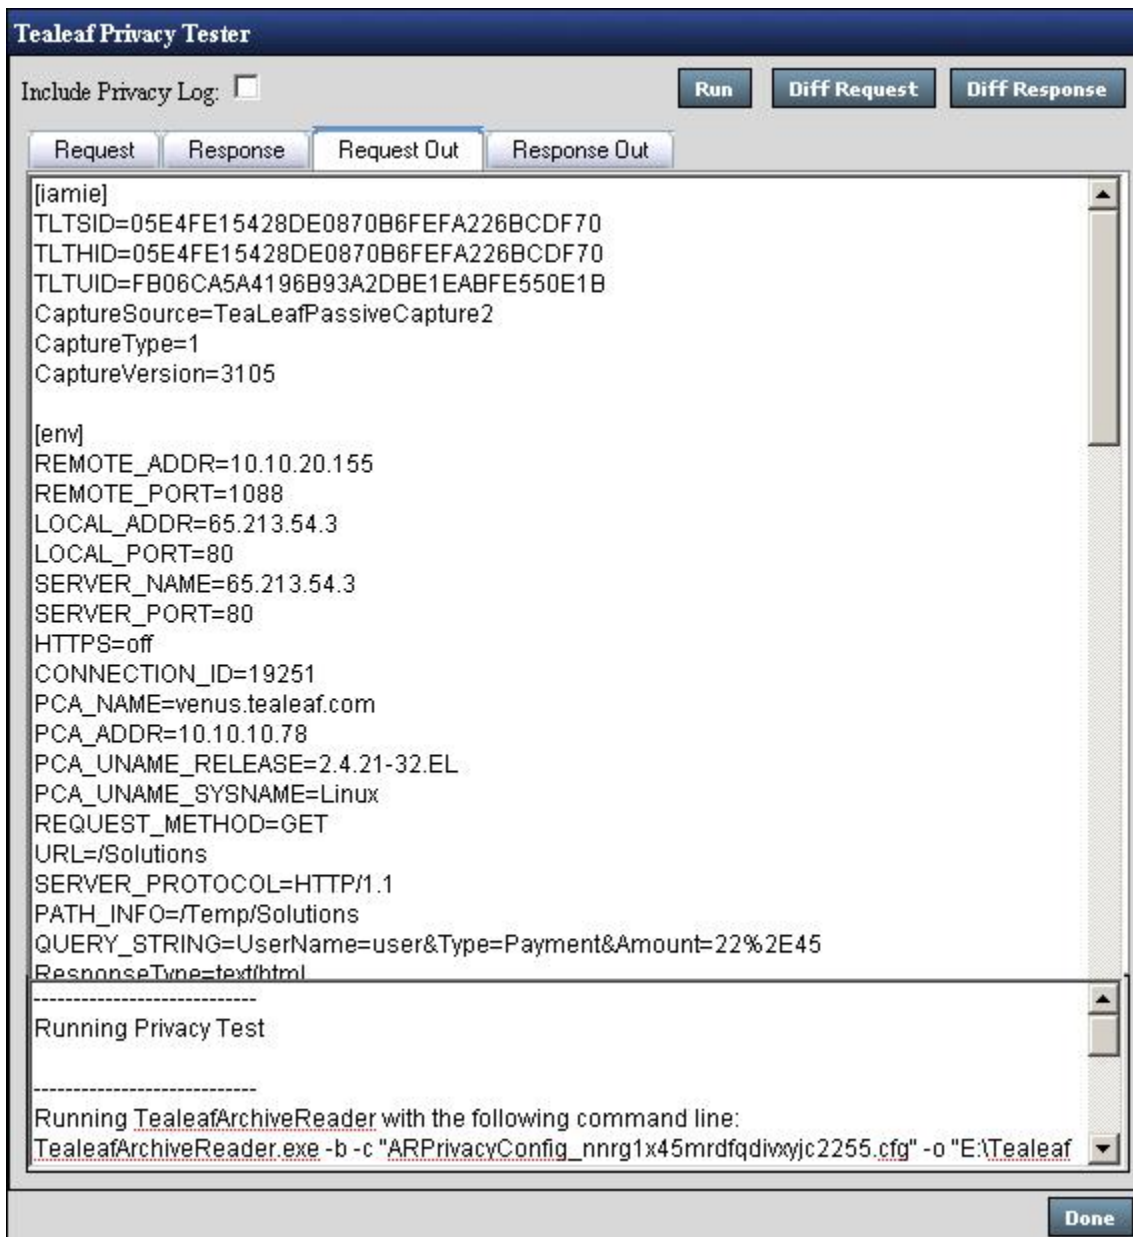 Tealeaf Privacy Tester
Include Privacy Log:
Run
Diff Request
Diff Response
Request
Response
Request Out
Response Out
[iamie]
TLTSID=05E4FE15428DE0870B6FEFA226BCDF70
TLTHID=05E4FE15428DE0870B6FEFA226BCDF70
TLTUID=FB06CA5A4196B93A2DBE1EABFE550E1B
CaptureSource=TeaLeafPassiveCapture2
CaptureType=1
CaptureVersion=3105
[env]
REMOTE_ADDR=10.10.20.155
REMOTE_PORT=1088
LOCAL_ADDR=65.213.54.3
LOCAL_PORT=80
SERVER_NAME=65.213.54.3
SERVER_PORT=80
HTTPS=off
CONNECTION_ID=19251
PCA_NAME=venus.tealeaf.com
PCA_ADDR=10.10.10.78
PCA_UNAME_RELEASE=2.4.21-32.EL
PCA_UNAME_SYSNAME=Linux
REQUEST_METHOD=GET
URL=/Solutions
SERVER_PROTOCOL=HTTP/1.1
PATH_INFO=/Temp/Solutions
QUERY_STRING=UserName=user&Type=Payment&Amount=22%2E45
ResponseType=text/html
----------------------------
Running Privacy Test
----------------------------
Running TealeafArchiveReader with the following command line:
TealeafArchiveReader.exe -b -c "ARPrivacyConfig_nnrg1x45mrdfqdivxyjc2255.cfg" -o "E:\Tealeaf
Done